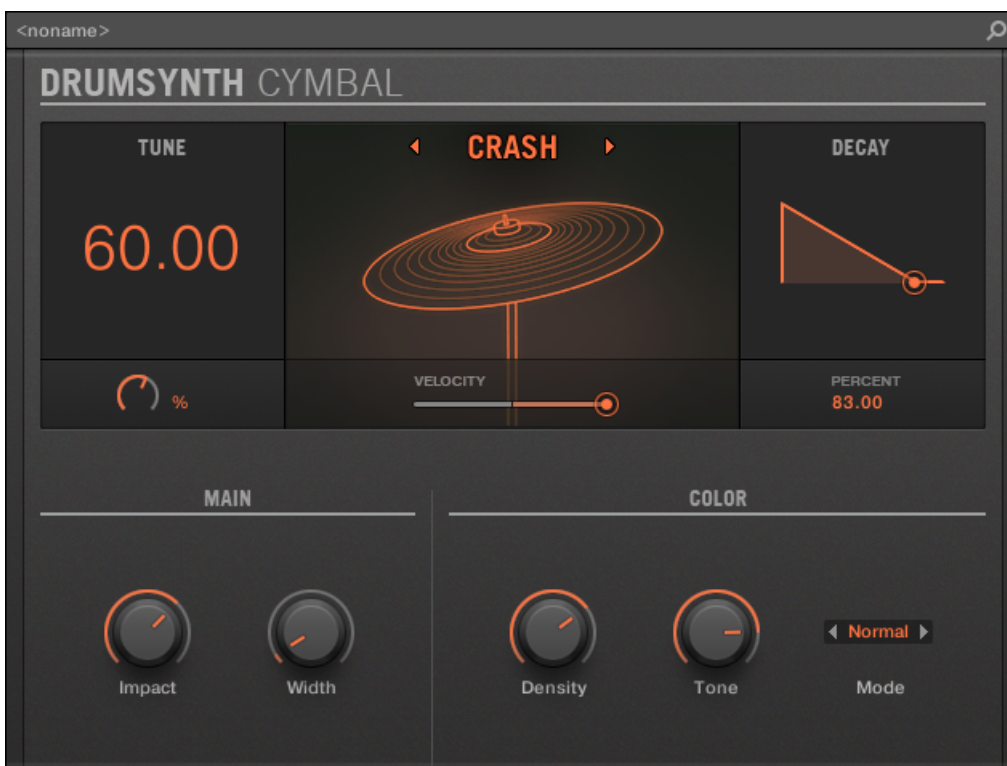 <noname>
DRUMSYNTH CYMBAL
TUNE
CRASH
DECAY
60.00
%
VELOCITY
PERCENT
83.00
MAIN
COLOR
Impact
Width
Density
Tone
Normal
Mode